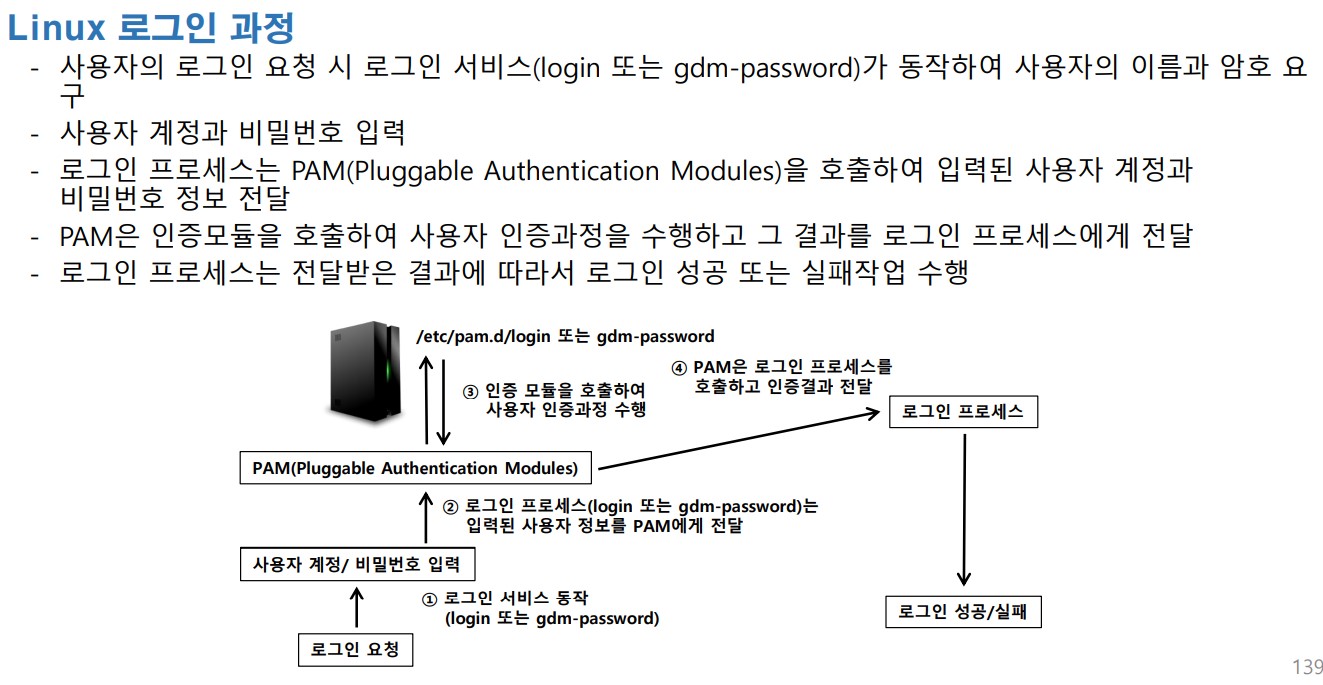 Linux 로그인 과정
- 사용자의 로그인 요청 시 로그인 서비스(login 또는 gdm-password)가 동작하여 사용자의 이름과 암호 요
구
- 사용자 계정과 비밀번호 입력
- 로그인 프로세스는 PAM(Pluggable Authentication Modules)을 호출하여 입력된 사용자 계정과
비밀번호 정보 전달
- PAM은 인증모듈을 호출하여 사용자 인증과정을 수행하고 그 결과를 로그인 프로세스에게 전달
- 로그인 프로세스는 전달받은 결과에 따라서 로그인 성공 또는 실패작업 수행
/etc/pam.d/login 또는 gdm-password
③ 인증 모듈을 호출하여
사용자 인증과정 수행
④ PAM은 로그인 프로세스를
호출하고 인증결과 전달
로그인 프로세스
PAM(Pluggable Authentication Modules)
② 로그인 프로세스(login 또는 gdm-password)는
입력된 사용자 정보를 PAM에게 전달
사용자 계정/ 비밀번호 입력
① 로그인 서비스 동작
(login 또는 gdm-password)
로그인 성공/실패
로그인 요청
139